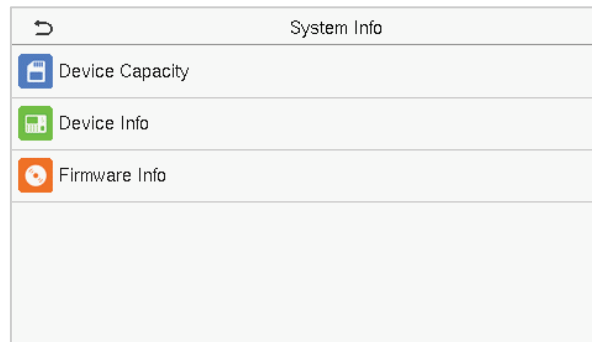 System Info
Device Capacity
Device Info
Firmware Info